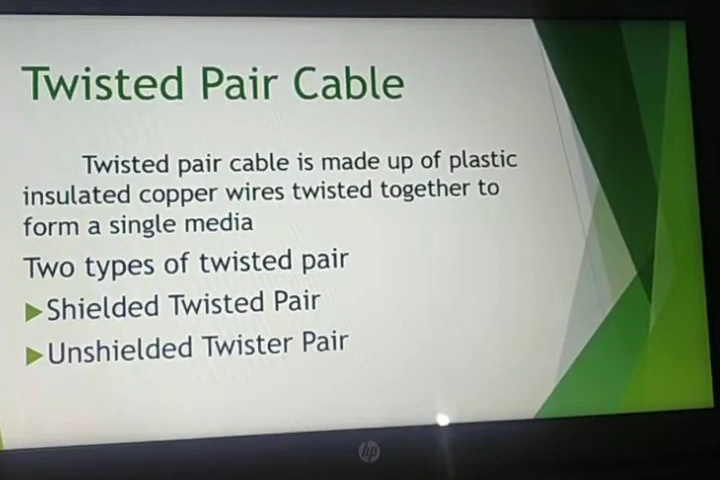 Twisted Pair Cable
Twisted pair cable is made up of plastic
insulated copper wires twisted together to
form a single media
Two types of twisted pair
Shielded Twisted Pair
Unshielded Twister Pair
hp